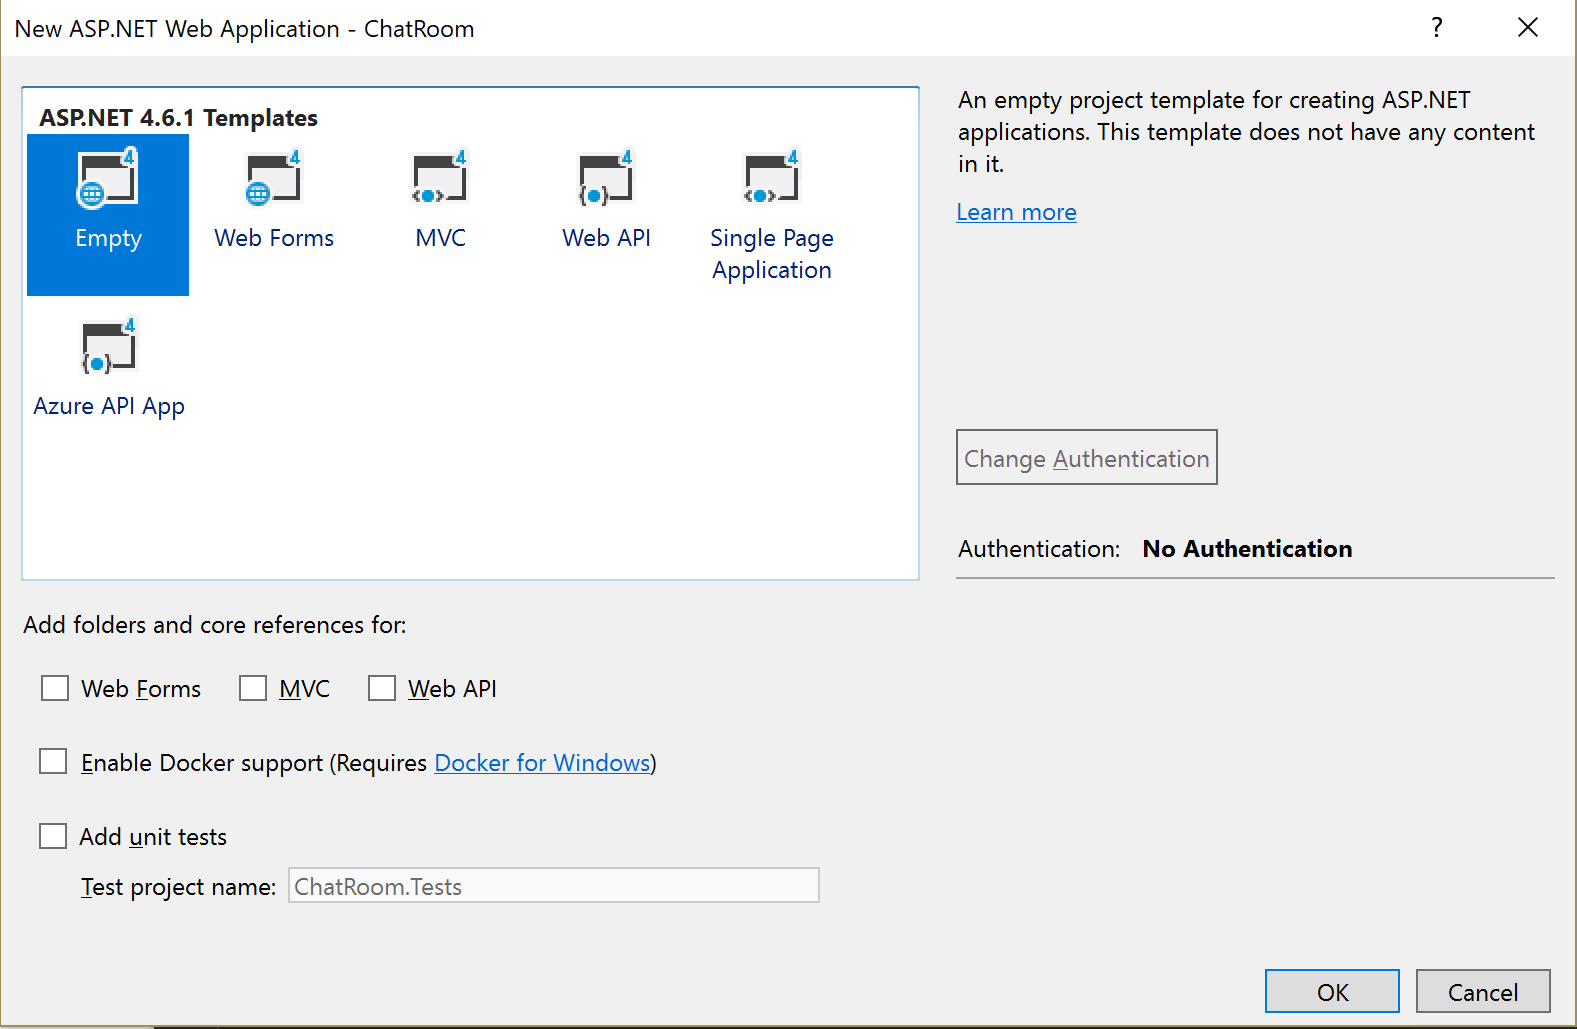 New ASP.NET Web Application - ChatRoom
?
ASP.NET 4.6.1 Templates
4
Empty
4
Web Forms
4
MVC
4
Web API
4
Single Page
Application
4
Azure API App
An empty project template for creating ASP.NET
applications. This template does not have any content
in it.
Learn more
Change Authentication
Authentication: No Authentication
Add folders and core references for:
Web Forms MVC Web API
Enable Docker support (Requires Docker for Windows)
Add unit tests
Test project name: ChatRoom.Tests
OK Cancel